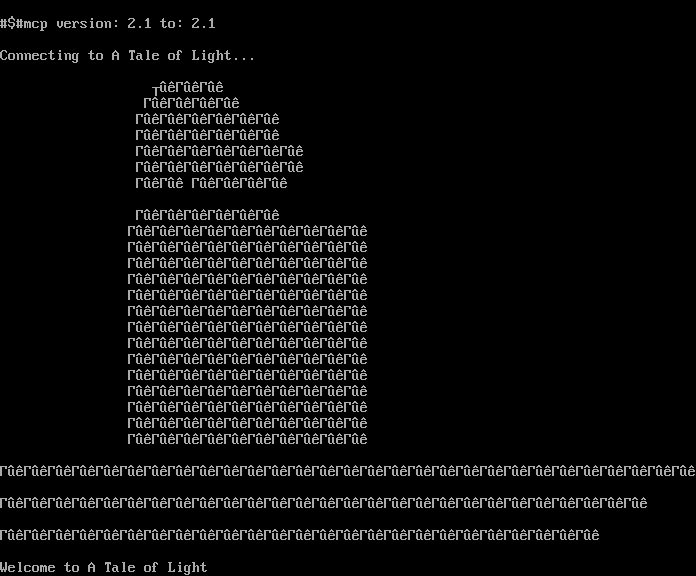 #$#mcp version: 2.1 to: 2.1
Connecting to A Tale of Light...
┬ûêΓûêΓûê
ΓûêΓûêΓûêΓûê
ΓûêΓûêΓûêΓûêΓûêΓûê
ΓûêΓûêΓûêΓûêΓûêΓûê
ΓûêΓûêΓûêΓûêΓûêΓûêΓûê
ΓûêΓûêΓûêΓûêΓûêΓûêΓûê
ΓûêΓûê ΓûêΓûêΓûêΓûê
ΓûêΓûêΓûêΓûêΓûêΓûê
ΓûêΓûêΓûêΓûêΓûêΓûêΓûêΓûêΓûêΓûê
ΓûêΓûêΓûêΓûêΓûêΓûêΓûêΓûêΓûêΓûê
ΓûêΓûêΓûêΓûêΓûêΓûêΓûêΓûêΓûêΓûê
ΓûêΓûêΓûêΓûêΓûêΓûêΓûêΓûêΓûêΓûê
ΓûêΓûêΓûêΓûêΓûêΓûêΓûêΓûêΓûêΓûê
ΓûêΓûêΓûêΓûêΓûêΓûêΓûêΓûêΓûêΓûê
ΓûêΓûêΓûêΓûêΓûêΓûêΓûêΓûêΓûêΓûê
ΓûêΓûêΓûêΓûêΓûêΓûêΓûêΓûêΓûêΓûê
ΓûêΓûêΓûêΓûêΓûêΓûêΓûêΓûêΓûêΓûê
ΓûêΓûêΓûêΓûêΓûêΓûêΓûêΓûêΓûêΓûê
ΓûêΓûêΓûêΓûêΓûêΓûêΓûêΓûêΓûêΓûê
ΓûêΓûêΓûêΓûêΓûêΓûêΓûêΓûêΓûêΓûê
ΓûêΓûêΓûêΓûêΓûêΓûêΓûêΓûêΓûêΓûê
ΓûêΓûêΓûêΓûêΓûêΓûêΓûêΓûêΓûêΓûê
ΓûêΓûêΓûêΓûêΓûêΓûêΓûêΓûêΓûêΓûêΓûêΓûêΓûêΓûêΓûêΓûêΓûêΓûêΓûêΓûêΓûêΓûêΓûêΓûêΓûêΓûêΓûêΓûêΓûê
ΓûêΓûêΓûêΓûêΓûêΓûêΓûêΓûêΓûêΓûêΓûêΓûêΓûêΓûêΓûêΓûêΓûêΓûêΓûêΓûêΓûêΓûêΓûêΓûêΓûêΓûêΓûê
ΓûêΓûêΓûêΓûêΓûêΓûêΓûêΓûêΓûêΓûêΓûêΓûêΓûêΓûêΓûêΓûêΓûêΓûêΓûêΓûêΓûêΓûêΓûêΓûêΓûê
Welcome to A Tale of Light